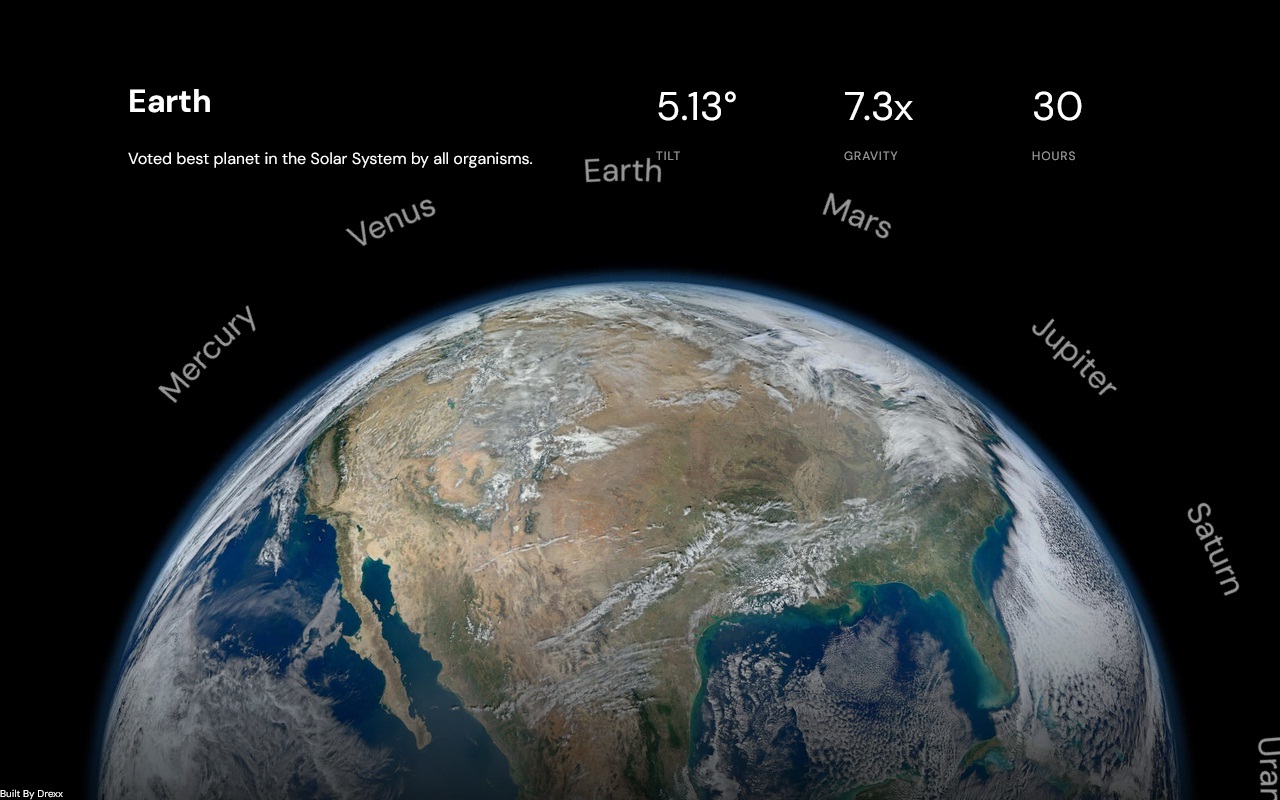 Earth
5.13°
7.3x
30
Voted best planet in the Solar System by all organisms.
TILT
GRAVITY
HOURS
Earth
Venus
Mars
Mercury
Jupiter
Saturn
Uran
Built By Drexx